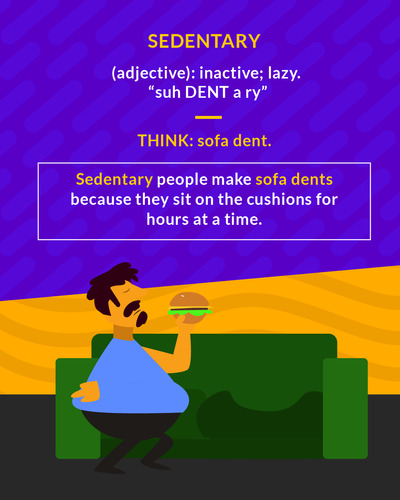 SEDENTARY
(adjective): inactive; lazy.
“suh DENT a ry”
THINK: sofa dent.
Sedentary people make sofa dents
because they sit on the cushions for
hours at a time.